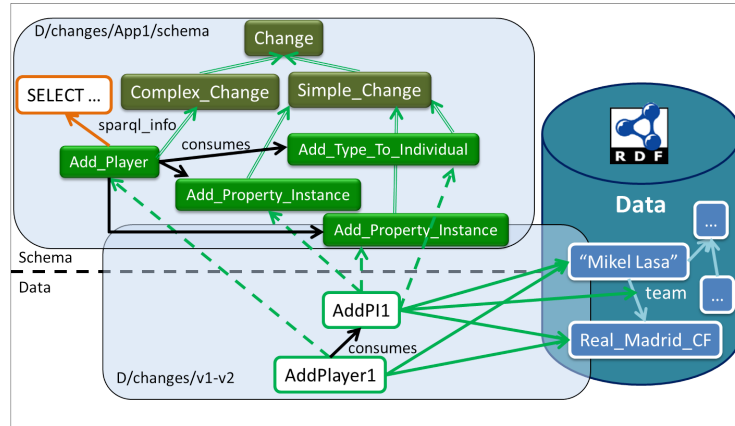 D/changes/App1/schema
Change
SELECT ...
Complex_Change
Simple_Change
sparql_info
consumes
Add_Player
Add_Type_To_Individual
Add_Property_Instance
Add_Property_Instance
RDF
Data
...
Schema
Data
"Mikel Lasa"
team
...
AddPI1
consumes
Real_Madrid_CF
AddPlayer1
D/changes/v1-v2